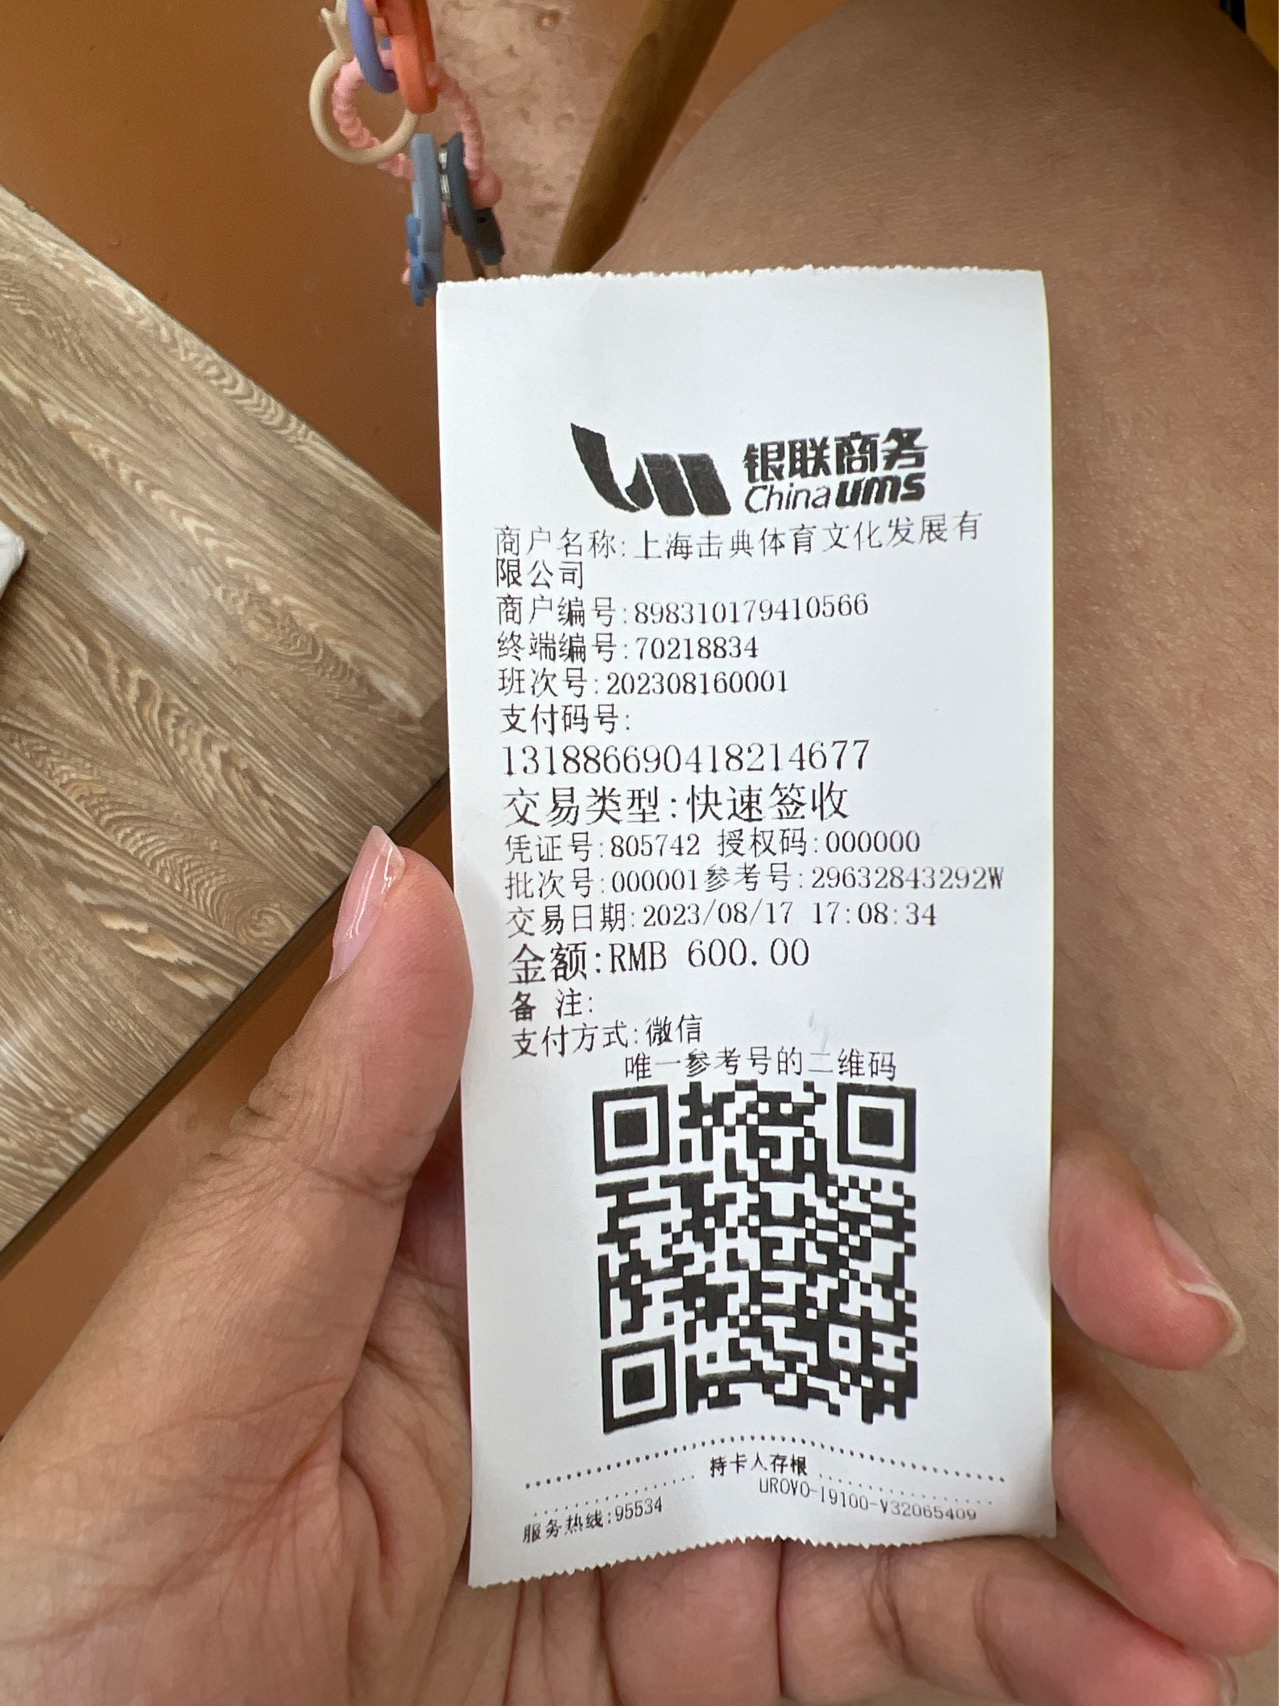 银联商务
China ums
商户名称:上海击典体育文化发展有
限公司
商户编号:898310179410566
终端编号:70218834
班次号:202308160001
支付码号:
131886690418214677
交易类型:快速签收
凭证号:805742 授权码:000000
批次号:000001参考号:29632843292W
交易日期:2023/08/17 17:08:34
金额:RMB 600.00
备 注:
支付方式:微信
唯一参考号的二维码
持卡人存根
UROVO-I9100-V32065409
服务热线:95534